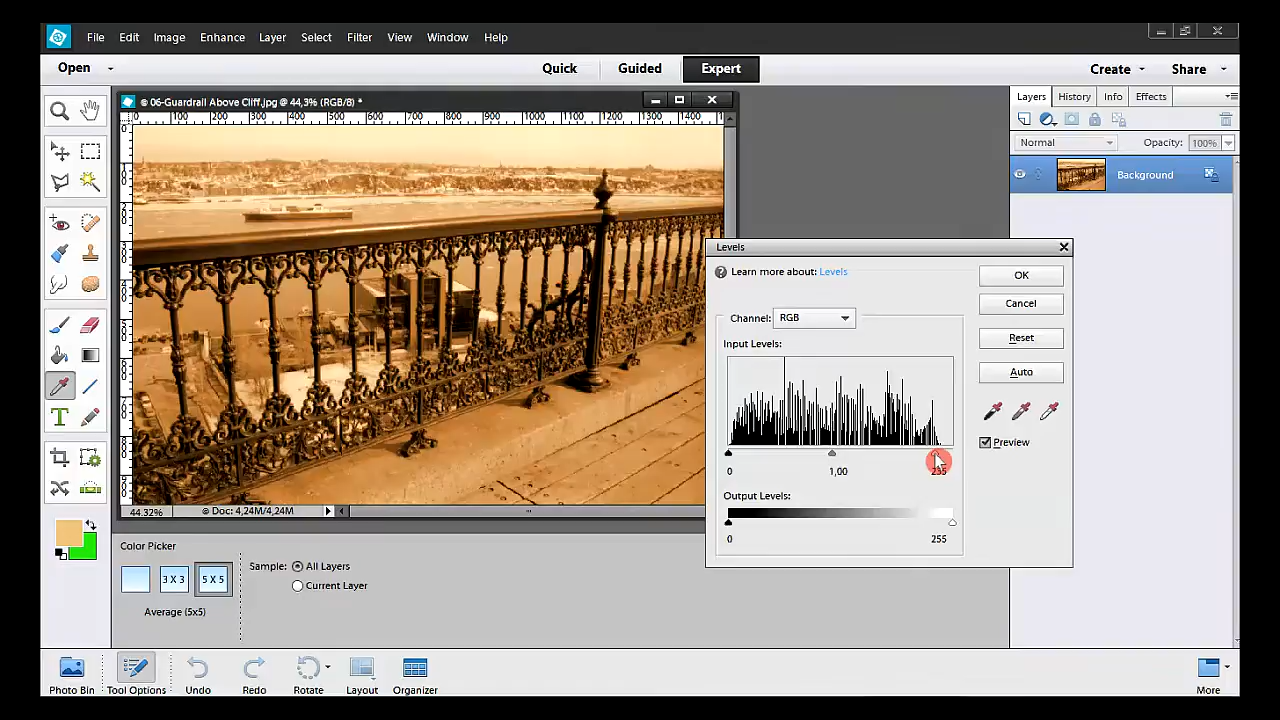 File Edit Image Enhance Layer Select Filter View Window Help
Open Quick Guided Expert Create Share
06-Guardrail Above Cliff.jpg @ 44,3% (RGB/8) *
0 100 200 300 400 500 600 700 800 900 1000 1100 1200 1300 1400
44.32% Doc: 4,24M/4,24M
Layers History Info Effects
Normal Opacity: 100%
Background
Levels
Learn more about: Levels
OK
Cancel
Channel: RGB
Reset
Input Levels:
Auto
Preview
0 1,00 235
Output Levels:
0 255
Color Picker
Sample: All Layers
3 X 3 5 X 5
Current Layer
Average (5x5)
T
Photo Bin Tool Options Undo Redo Rotate Layout Organizer More